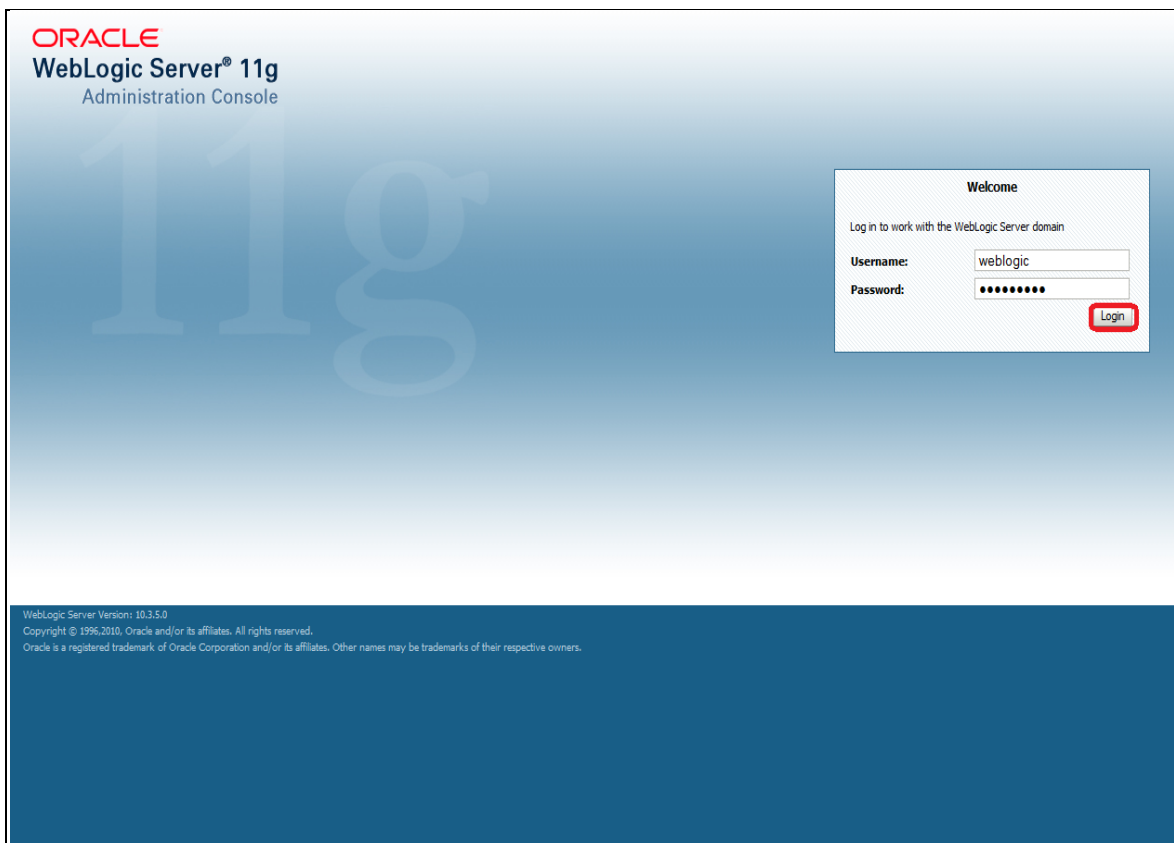 ORACLE
WebLogic Server® 11g
Administration Console
11g
Welcome
Log in to work with the WebLogic Server domain
Username: weblogic
Password: ●●●●●●●●●
Login
WebLogic Server Version: 10.3.5.0
Copyright © 1996,2010, Oracle and/or its affiliates. All rights reserved.
Oracle is a registered trademark of Oracle Corporation and/or its affiliates. Other names may be trademarks of their respective owners.